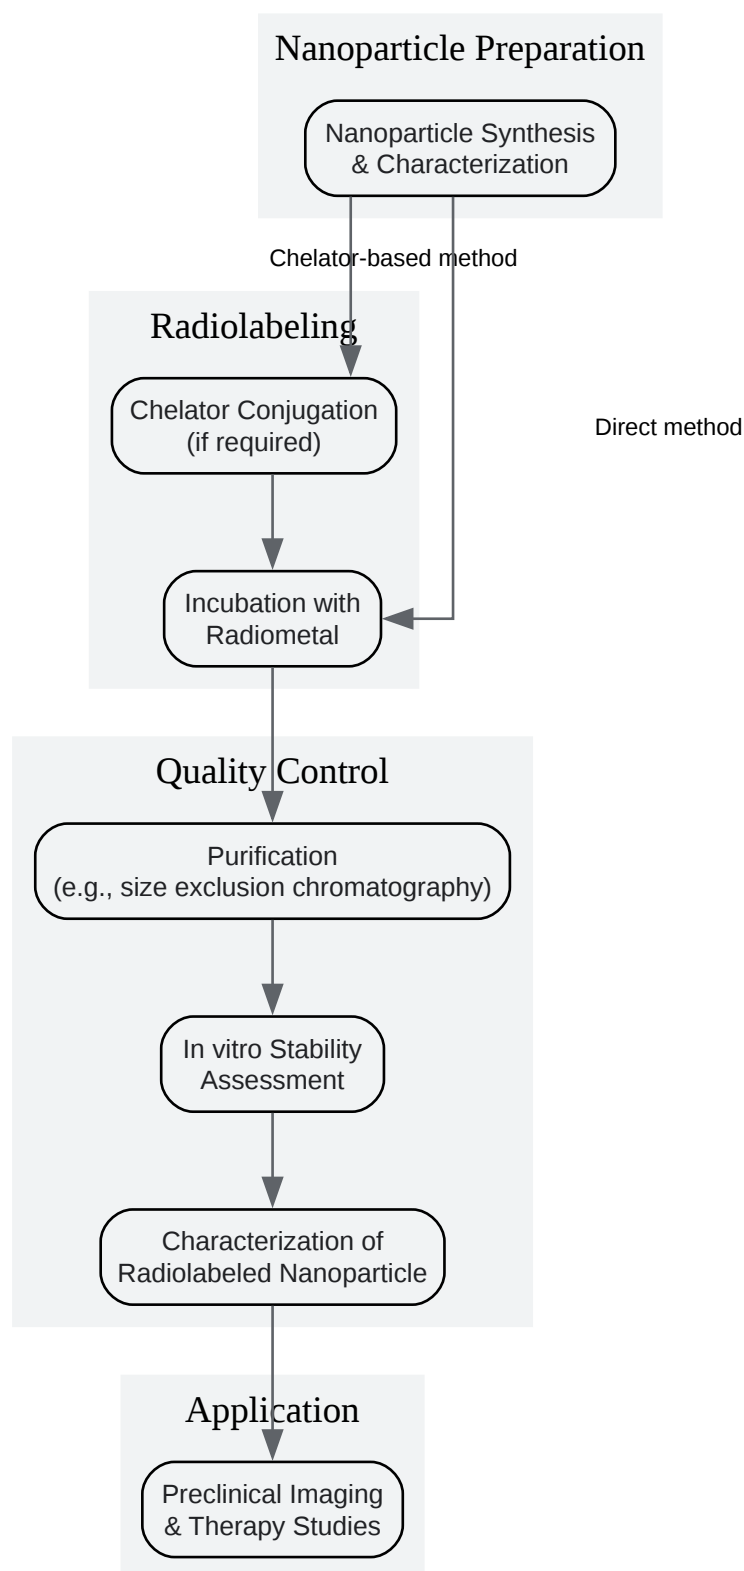 Nanoparticle Preparation
Nanoparticle Synthesis
& Characterization
Chelator-based method
Radiolabeling
Chelator Conjugation
(if required)
Direct method
Incubation with
Radiometal
Quality Control
Purification
(e.g., size exclusion chromatography)
In vitro Stability
Assessment
Characterization of
Radiolabeled Nanoparticle
Application
Preclinical Imaging
& Therapy Studies